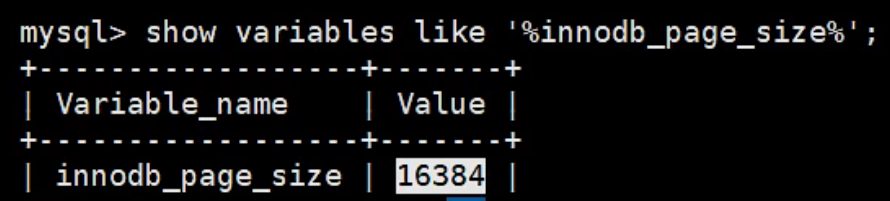 mysql> show variables like '%innodb_page_size%';
+------------------+-------+
| Variable_name    | Value |
+------------------+-------+
| innodb_page_size | 16384 |